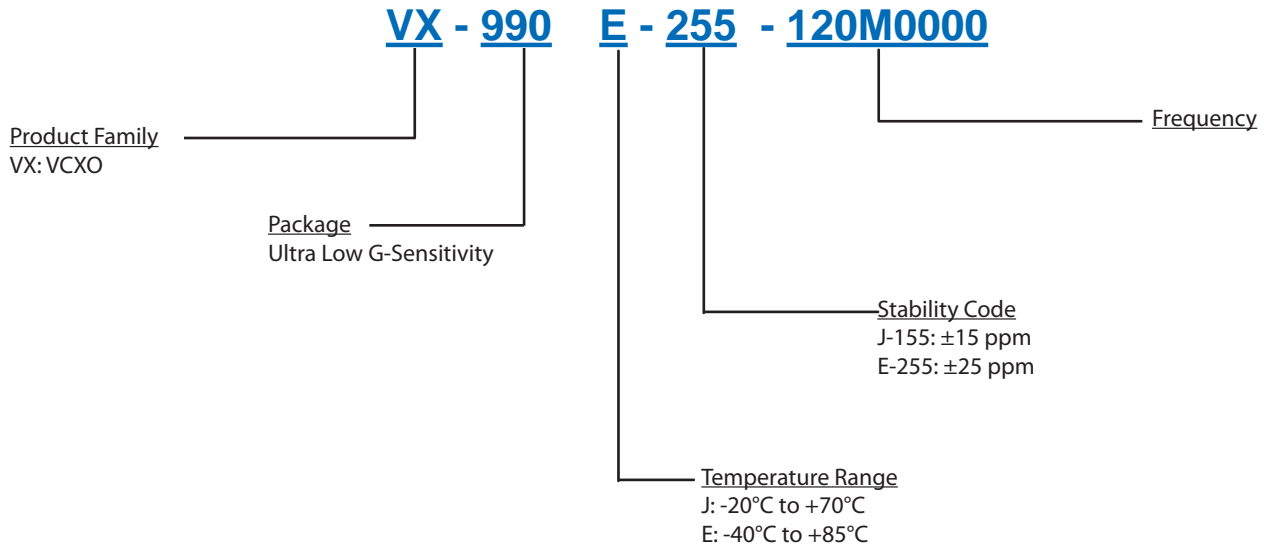 VX - 990 E - 255 - 120M0000
Product Family
VX: VCXO
Frequency
Package
Ultra Low G-Sensitivity
Stability Code
J-155: ±15 ppm
E-255: ±25 ppm
Temperature Range
J: -20°C to +70°C
E: -40°C to +85°C